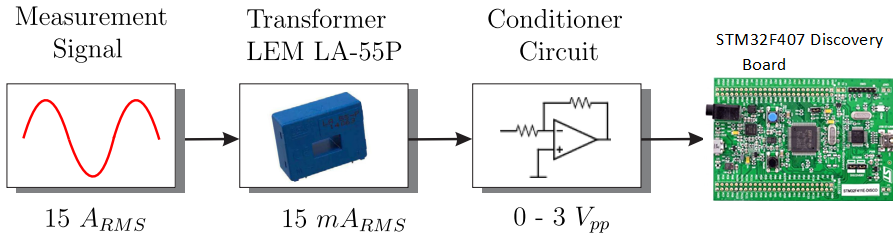 Measurement
Signal
Transformer
LEM LA-55P
Conditioner
Circuit
STM32F407 Discovery
Board
15 A_RMS
15 mA_RMS
0 - 3 V_pp